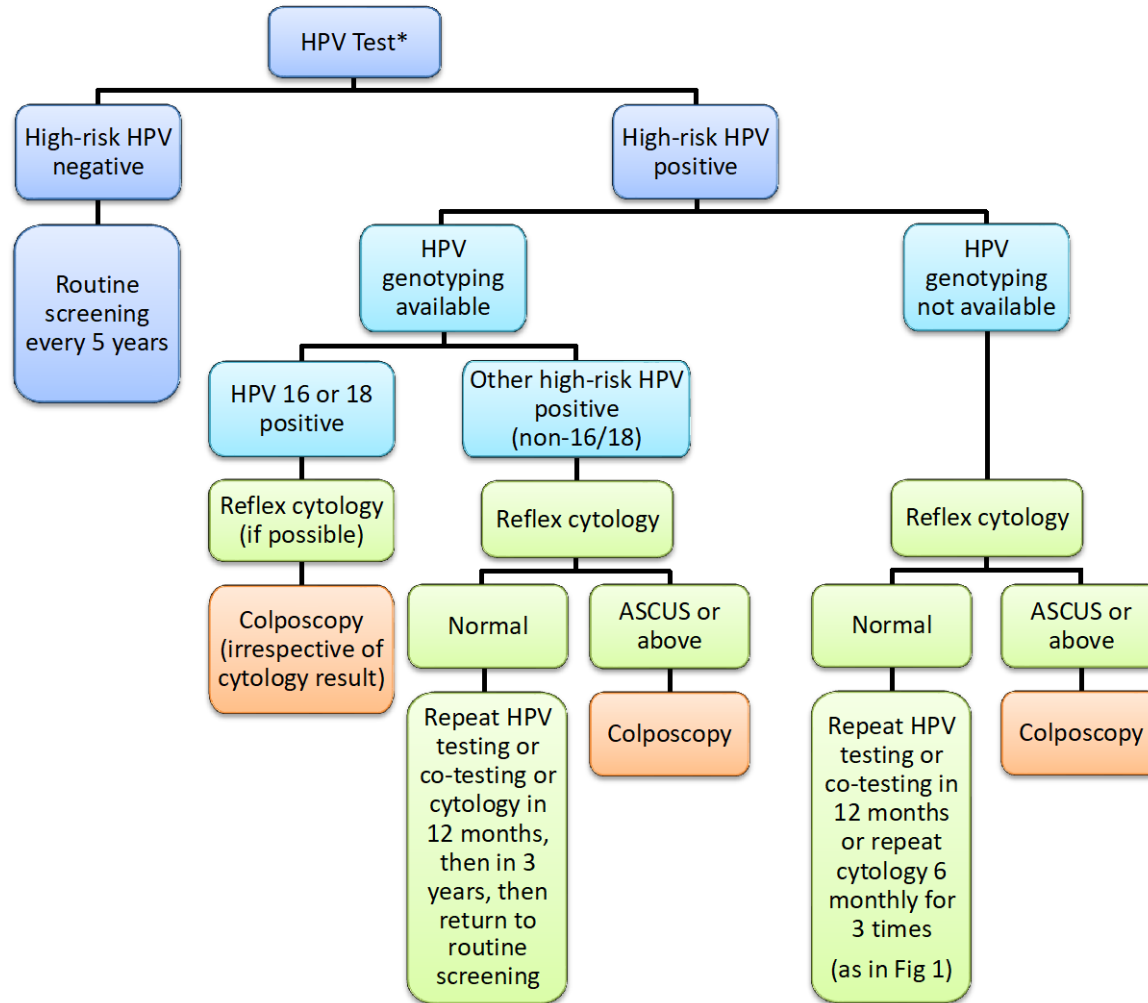 HPV Test*
High-risk HPV
negative
High-risk HPV
positive
Routine
screening
every 5 years
HPV
genotyping
available
HPV
genotyping
not available
HPV 16 or 18
positive
Other high-risk HPV
positive
(non-16/18)
Reflex cytology
(if possible)
Reflex cytology
Reflex cytology
Colposcopy
(irrespective of
cytology result)
Normal
ASCUS or
above
Normal
ASCUS or
above
Repeat HPV
testing or
co-testing or
cytology in
12 months,
then in 3
years, then
return to
routine
screening
Colposcopy
Repeat HPV
testing or
co-testing in
12 months
or repeat
cytology 6
monthly for
3 times
(as in Fig 1)
Colposcopy